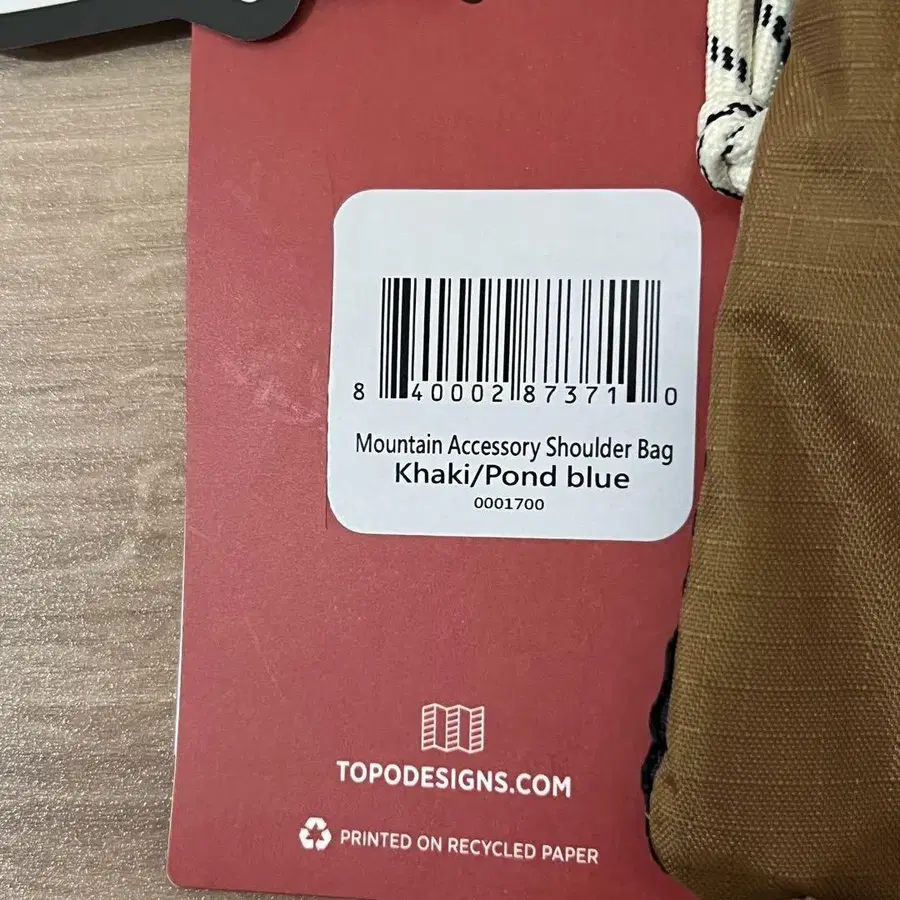 8 40002 87371 0
Mountain Accessory Shoulder Bag
Khaki/Pond blue
0001700
TOPODESIGNS.COM
PRINTED ON RECYCLED PAPER